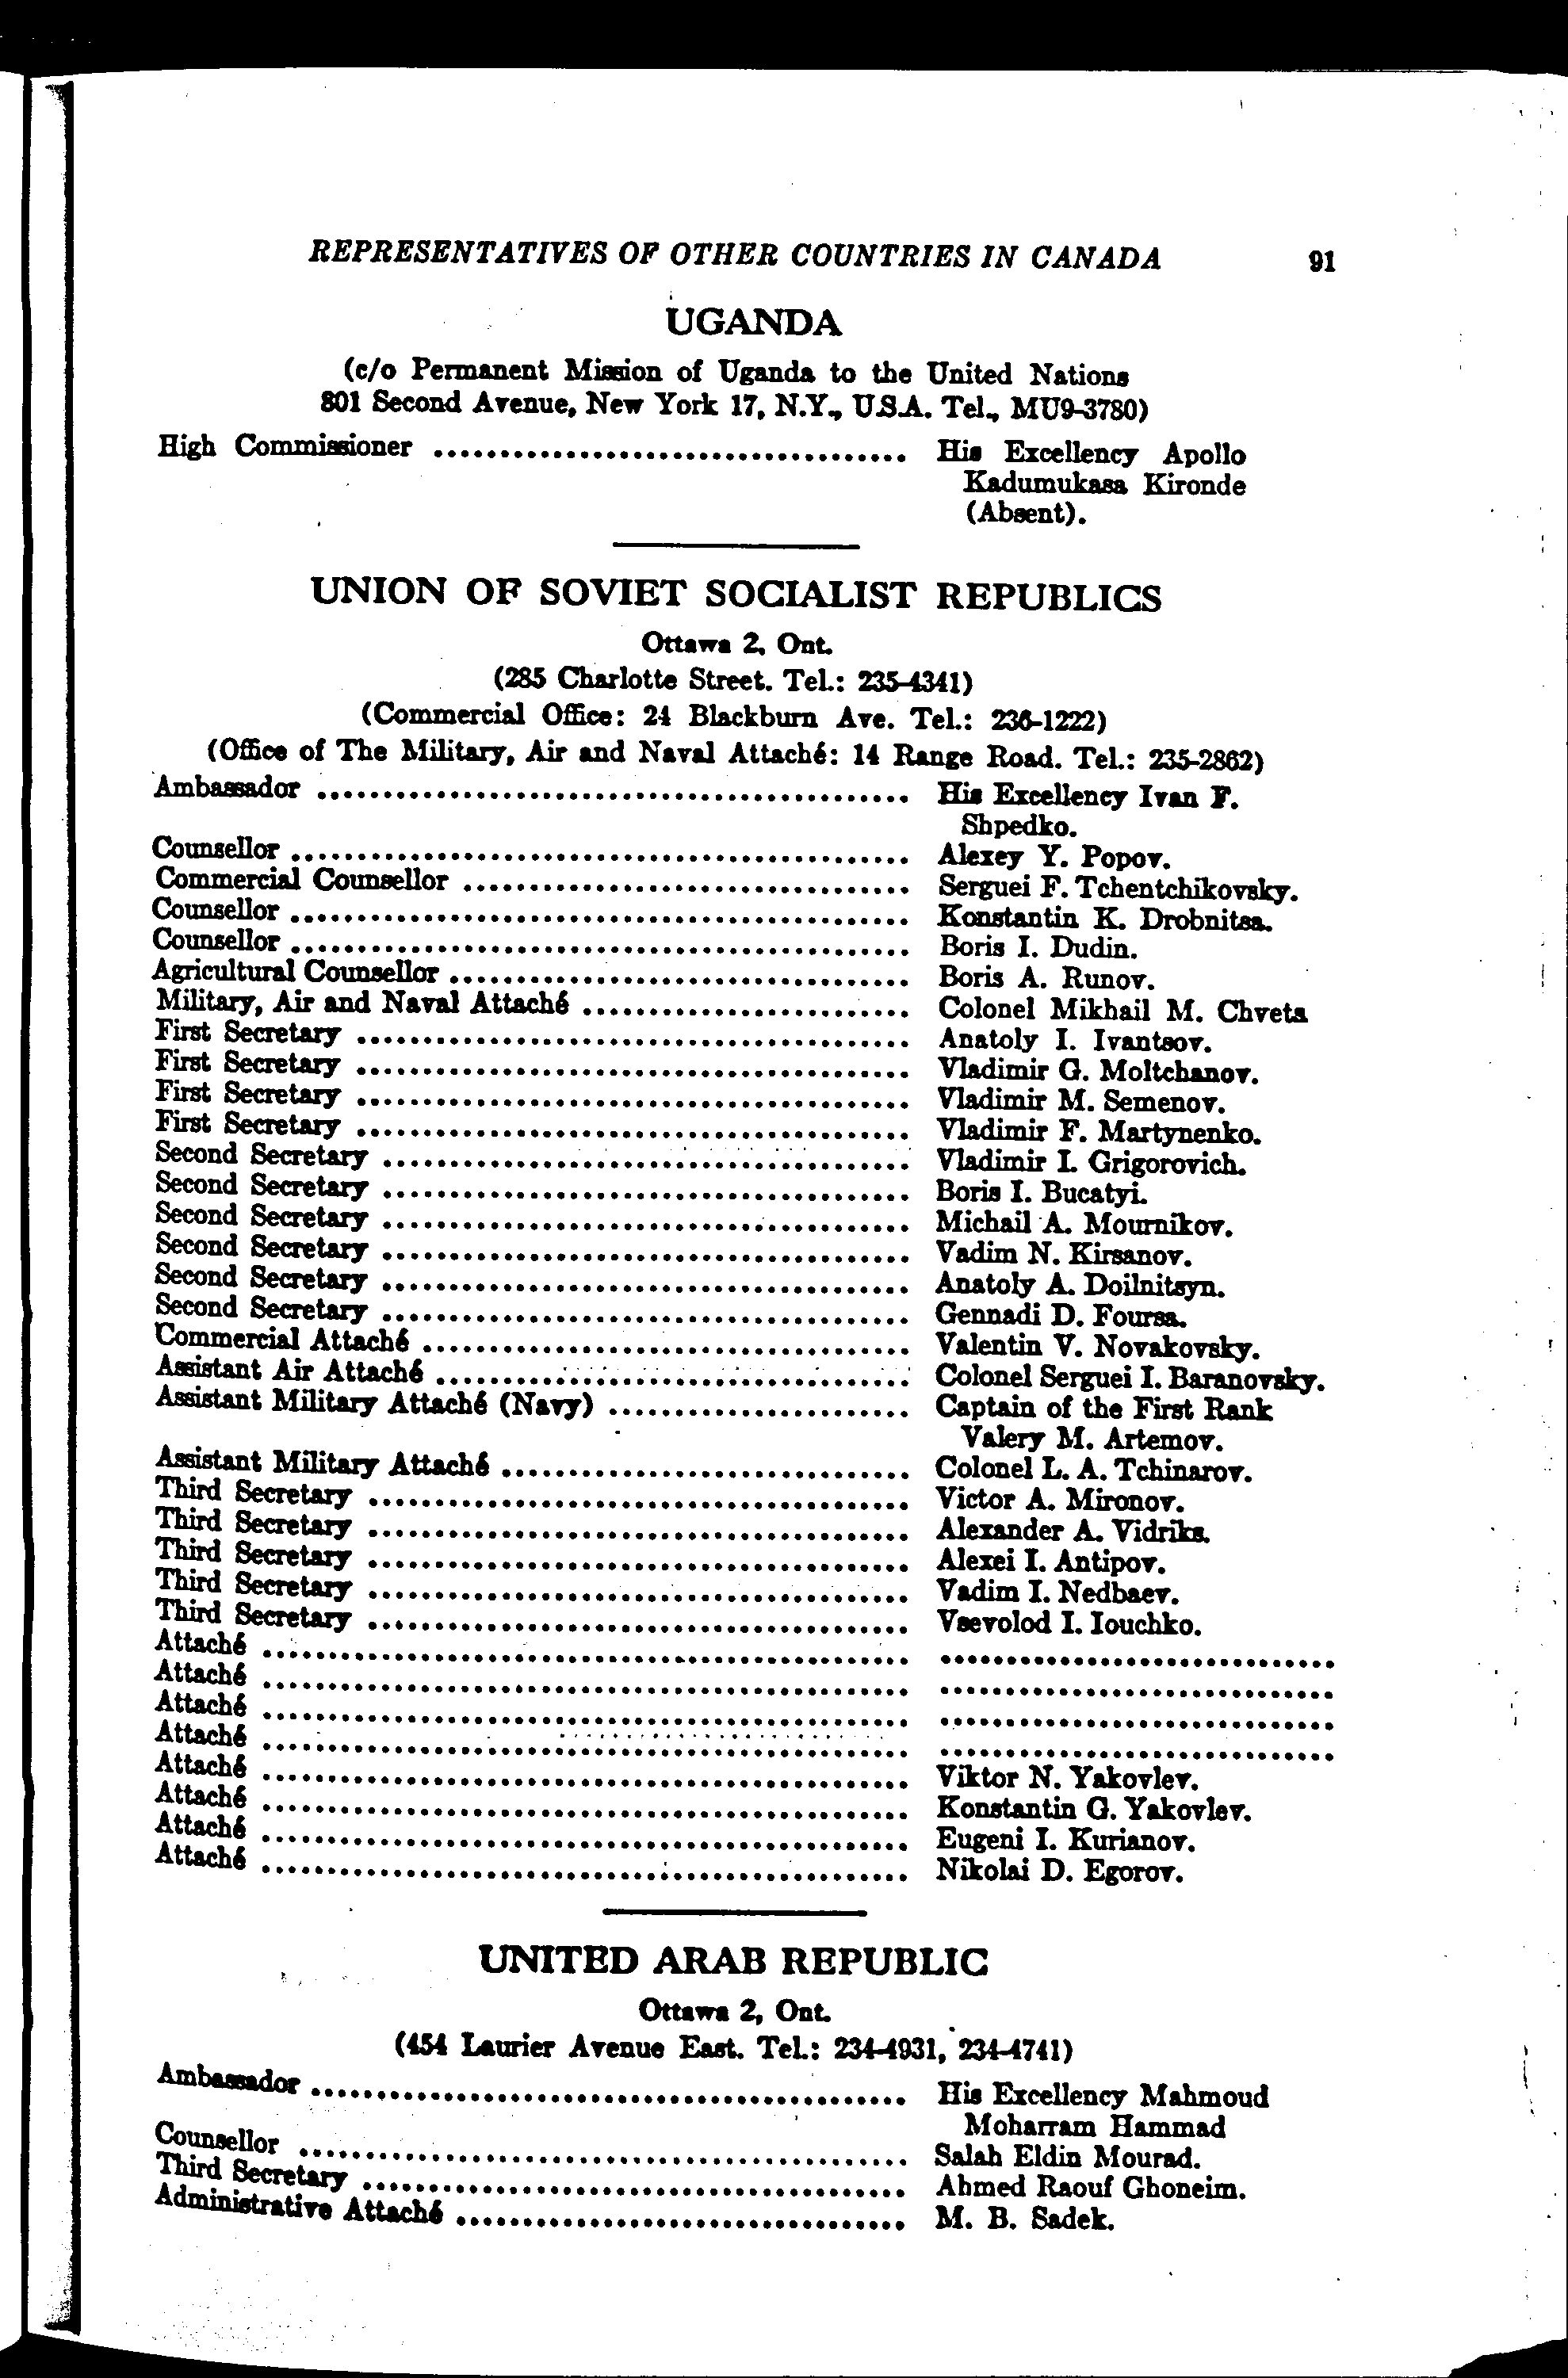 REPRESENTATIVES OF OTHER COUNTRIES IN CANADA 91
UGANDA
(c/o Permanent Mission of Uganda to the United Nations
801 Second Avenue, New York 17, N.Y., U.S.A. Tel., MU9-3780)
High Commissioner .................................... His Excellency Apollo
Kadumukasa Kironde
(Absent).
UNION OF SOVIET SOCIALIST REPUBLICS
Ottawa 2, Ont.
(285 Charlotte Street. Tel.: 235-4341)
(Commercial Office: 24 Blackburn Ave. Tel.: 236-1222)
(Office of The Military, Air and Naval Attaché: 14 Range Road. Tel.: 235-2862)
Ambassador ............................................. His Excellency Ivan F.
Shpedko.
Counsellor ............................................... Alexey Y. Popov.
Commercial Counsellor .................................. Serguei F. Tchentchikovsky.
Counsellor ............................................... Konstantin K. Drobnitsa.
Counsellor ............................................... Boris I. Dudin.
Agricultural Counsellor ................................... Boris A. Runov.
Military, Air and Naval Attaché ......................... Colonel Mikhail M. Chvets
First Secretary .......................................... Anatoly I. Ivantsov.
First Secretary .......................................... Vladimir G. Moltchanov.
First Secretary .......................................... Vladimir M. Semenov.
First Secretary .......................................... Vladimir F. Martynenko.
Second Secretary ........................................ Vladimir I. Grigorovich.
Second Secretary ........................................ Boris I. Bucatyi.
Second Secretary ........................................ Michail A. Mournikov.
Second Secretary ........................................ Vadim N. Kirsanov.
Second Secretary ........................................ Anatoly A. Doilnitsyn.
Second Secretary ........................................ Gennadi D. Foursa.
Commercial Attaché ..................................... Valentin V. Novakovsky.
Assistant Air Attaché .................................... Colonel Serguei I. Baranovsky.
Assistant Military Attaché (Navy) ....................... Captain of the First Rank
Valery M. Artemov.
Assistant Military Attaché ............................... Colonel L. A. Tchinarov.
Third Secretary ......................................... Victor A. Mironov.
Third Secretary ......................................... Alexander A. Vidriks.
Third Secretary ......................................... Alexei I. Antipov.
Third Secretary ......................................... Vadim I. Nedbaev.
Third Secretary ......................................... Vsevolod I. Iouchko.
Attaché ................................................. ..............................
Attaché ................................................. ..............................
Attaché ................................................. ..............................
Attaché ................................................. ..............................
Attaché ................................................. Viktor N. Yakovlev.
Attaché ................................................. Konstantin G. Yakovlev.
Attaché ................................................. Eugeni I. Kurianov.
Attaché ................................................. Nikolai D. Egorov.
UNITED ARAB REPUBLIC
Ottawa 2, Ont.
(454 Laurier Avenue East. Tel.: 234-4931, 234-4741)
Ambassador ............................................. His Excellency Mahmoud
Moharram Hammad
Counsellor .............................................. Salah Eldin Mourad.
Third Secretary ......................................... Ahmed Raouf Ghoneim.
Administrative Attaché .................................. M. B. Sadek.